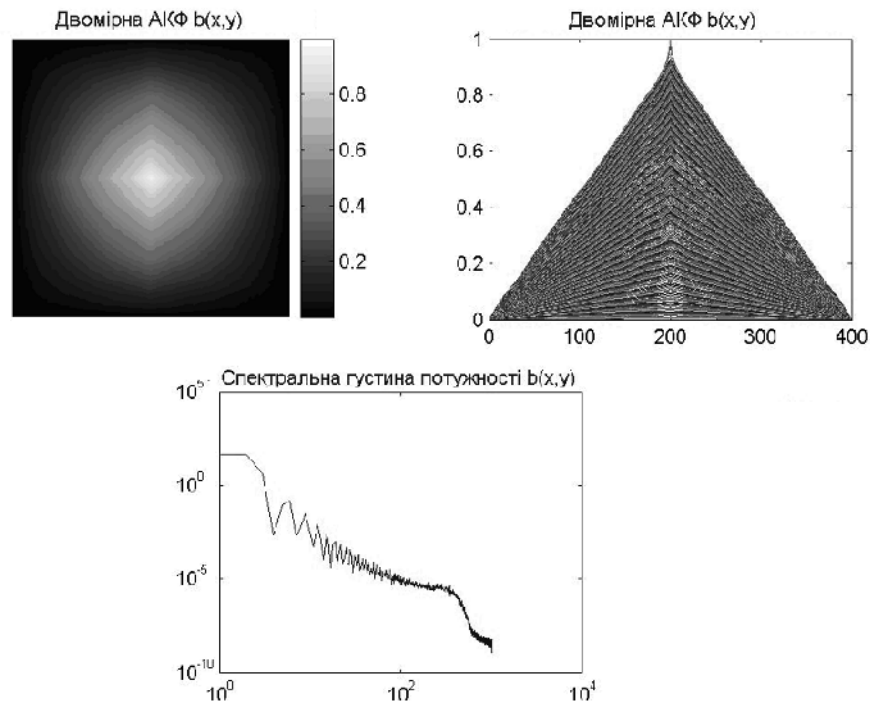 Двомірна АКФ b(x,y)
0.8
0.6
0.4
0.2
Двомірна АКФ b(x,y)
1
0.8
0.6
0.4
0.2
0
0 100 200 300 400
Спектральна густина потужності b(x,y)
10^5
10^0
10^-5
10^-10
10^0 10^2 10^4